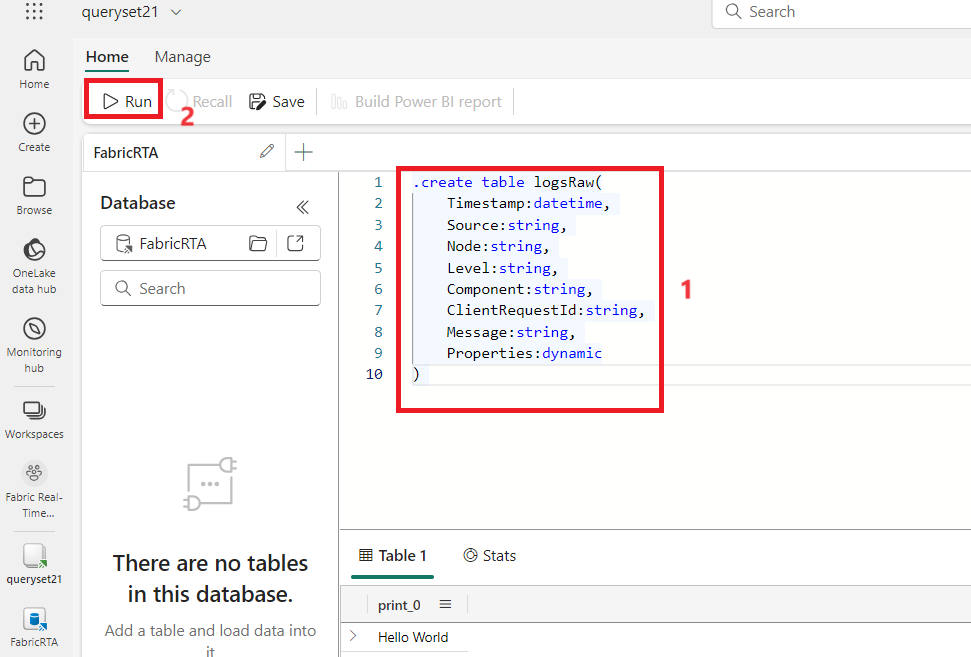 queryset21
Search
Home
Manage
Run
Recall
Save
Build Power BI report
2
Home
Create
Browse
OneLake
data hub
Monitoring
hub
Workspaces
Fabric Real-
Time...
queryset21
FabricRTA
FabricRTA
Database
FabricRTA
Search
There are no tables
in this database.
Add a table and load data into
it
1 .create table logsRaw(
2 Timestamp:datetime,
3 Source:string,
4 Node:string,
5 Level:string,
6 Component:string,
7 ClientRequestId:string,
8 Message:string,
9 Properties:dynamic
10 )
1
Table 1
Stats
print_0
Hello World